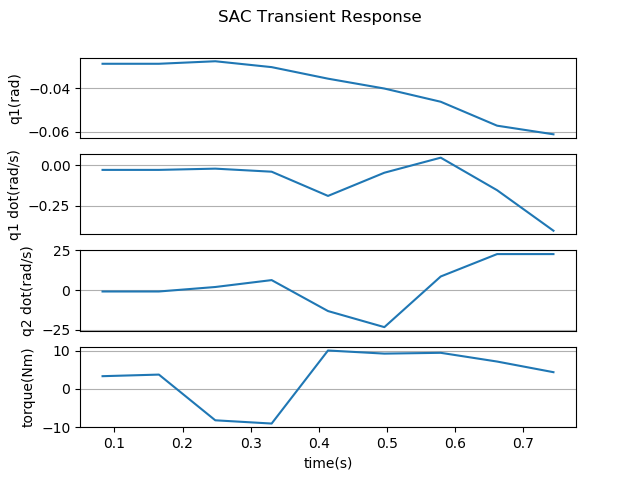 SAC Transient Response
q1(rad)
−0.04
−0.06
q1 dot(rad/s)
0.00
−0.25
q2 dot(rad/s)
25
0
−25
torque(Nm)
10
0
−10
0.1 0.2 0.3 0.4 0.5 0.6 0.7
time(s)